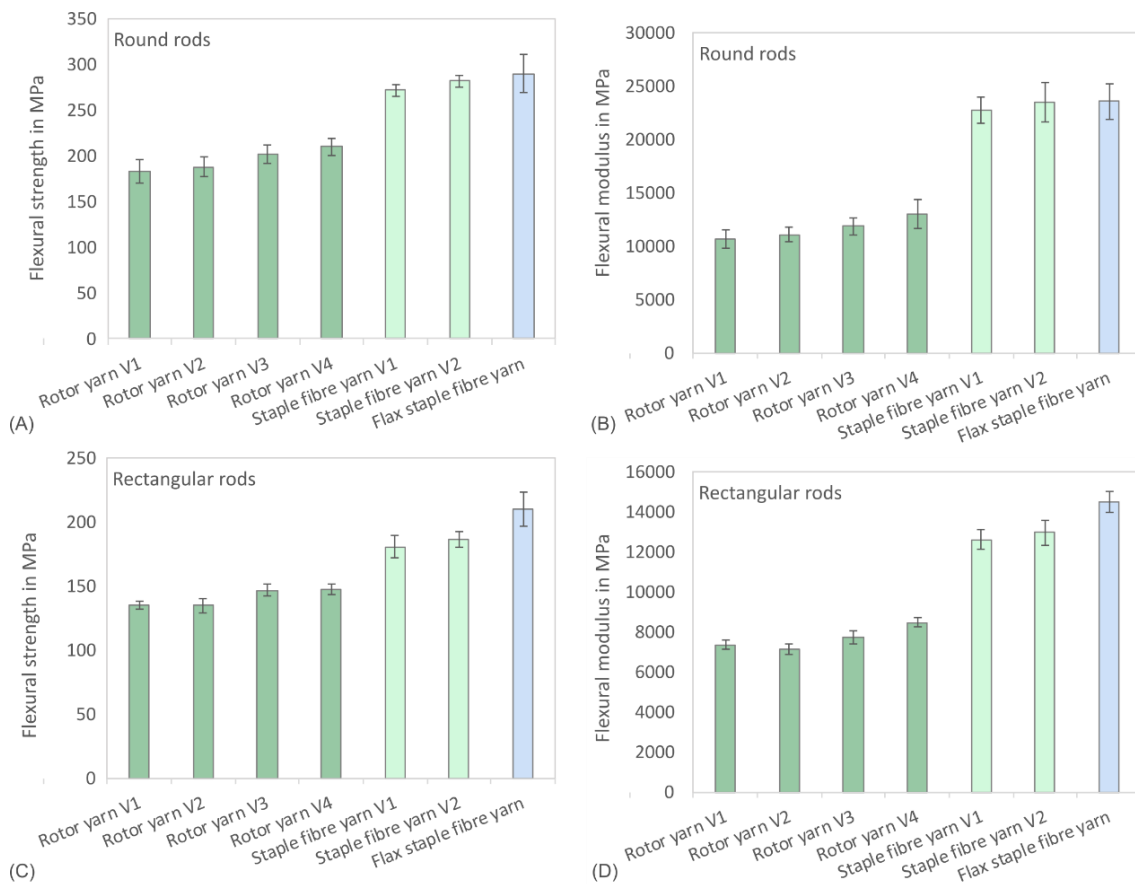 Flexural strength in MPa
350
300
250
200
150
100
50
0
Round rods
Rotor yarn V1
Rotor yarn V2
Rotor yarn V3
Rotor yarn V4
Staple fibre yarn V1
Staple fibre yarn V2
Flax staple fibre yarn
(A)
Flexural modulus in MPa
30000
25000
20000
15000
10000
5000
0
Round rods
Rotor yarn V1
Rotor yarn V2
Rotor yarn V3
Rotor yarn V4
Staple fibre yarn V1
Staple fibre yarn V2
Flax staple fibre yarn
(B)
Flexural strength in MPa
250
200
150
100
50
0
Rectangular rods
Rotor yarn V1
Rotor yarn V2
Rotor yarn V3
Rotor yarn V4
Staple fibre yarn V1
Staple fibre yarn V2
Flax staple fibre yarn
(C)
Flexural modulus in MPa
16000
14000
12000
10000
8000
6000
4000
2000
0
Rectangular rods
Rotor yarn V1
Rotor yarn V2
Rotor yarn V3
Rotor yarn V4
Staple fibre yarn V1
Staple fibre yarn V2
Flax staple fibre yarn
(D)